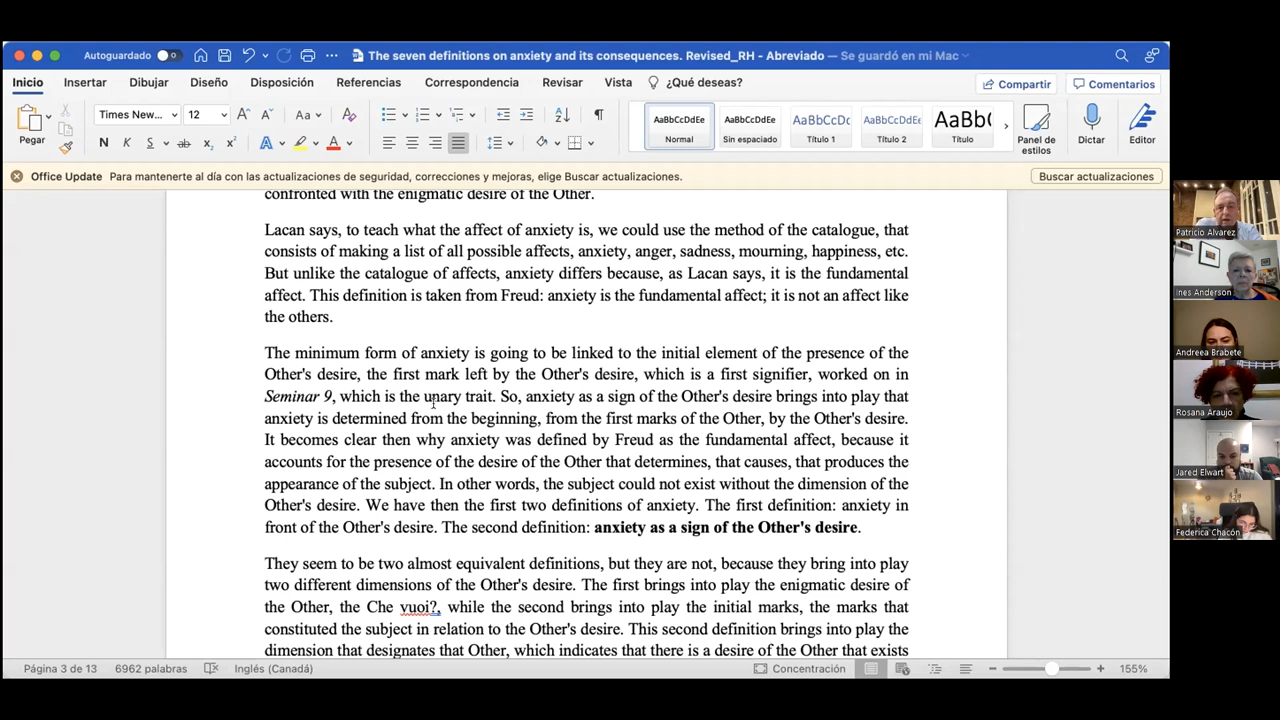 Autoguardado
The seven definitions on anxiety and its consequences. Revised_RH - Abreviado — Se guardó en mi Mac
Inicio Insertar Dibujar Diseño Disposición Referencias Correspondencia Revisar Vista ¿Qué deseas? Compartir Comentarios
Times New... 12 Aa
Pegar
N K S ab x₂ x² A A
AaBbCcDdEe AaBbCcDdEe AaBbCcDc AaBbCcDdEe AaBb(
Normal Sin espaciado Título 1 Título 2 Título
Panel de estilos
Dictar
Editor
Office Update Para mantenerte al día con las actualizaciones de seguridad, correcciones y mejoras, elige Buscar actualizaciones. Buscar actualizaciones
confronted with the enigmatic desire of the Other.
Lacan says, to teach what the affect of anxiety is, we could use the method of the catalogue, that
consists of making a list of all possible affects, anxiety, anger, sadness, mourning, happiness, etc.
But unlike the catalogue of affects, anxiety differs because, as Lacan says, it is the fundamental
affect. This definition is taken from Freud: anxiety is the fundamental affect; it is not an affect like
the others.
The minimum form of anxiety is going to be linked to the initial element of the presence of the
Other's desire, the first mark left by the Other's desire, which is a first signifier, worked on in
Seminar 9, which is the unary trait. So, anxiety as a sign of the Other's desire brings into play that
anxiety is determined from the beginning, from the first marks of the Other, by the Other's desire.
It becomes clear then why anxiety was defined by Freud as the fundamental affect, because it
accounts for the presence of the desire of the Other that determines, that causes, that produces the
appearance of the subject. In other words, the subject could not exist without the dimension of the
Other's desire. We have then the first two definitions of anxiety. The first definition: anxiety in
front of the Other's desire. The second definition: anxiety as a sign of the Other's desire.
They seem to be two almost equivalent definitions, but they are not, because they bring into play
two different dimensions of the Other's desire. The first brings into play the enigmatic desire of
the Other, the Che vuoi?, while the second brings into play the initial marks, the marks that
constituted the subject in relation to the Other's desire. This second definition brings into play the
dimension that designates that Other, which indicates that there is a desire of the Other that exists
Página 3 de 13 6962 palabras Inglés (Canadá) Concentración 155%
Patricio Alvarez
Ines Anderson
Andreea Brabete
Rosana Araujo
Jared Elwart
Federica Chacón